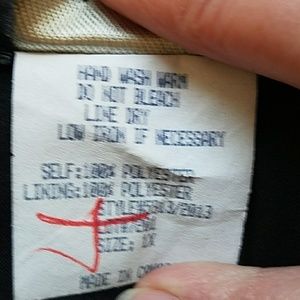 HAND WASH WARM
DO NOT BLEACH
LINE DRY
LOW IRON IF NECESSARY
SELF:100% POLYESTER
LINING:100% POLYESTER
SIZE: 1X
MADE IN